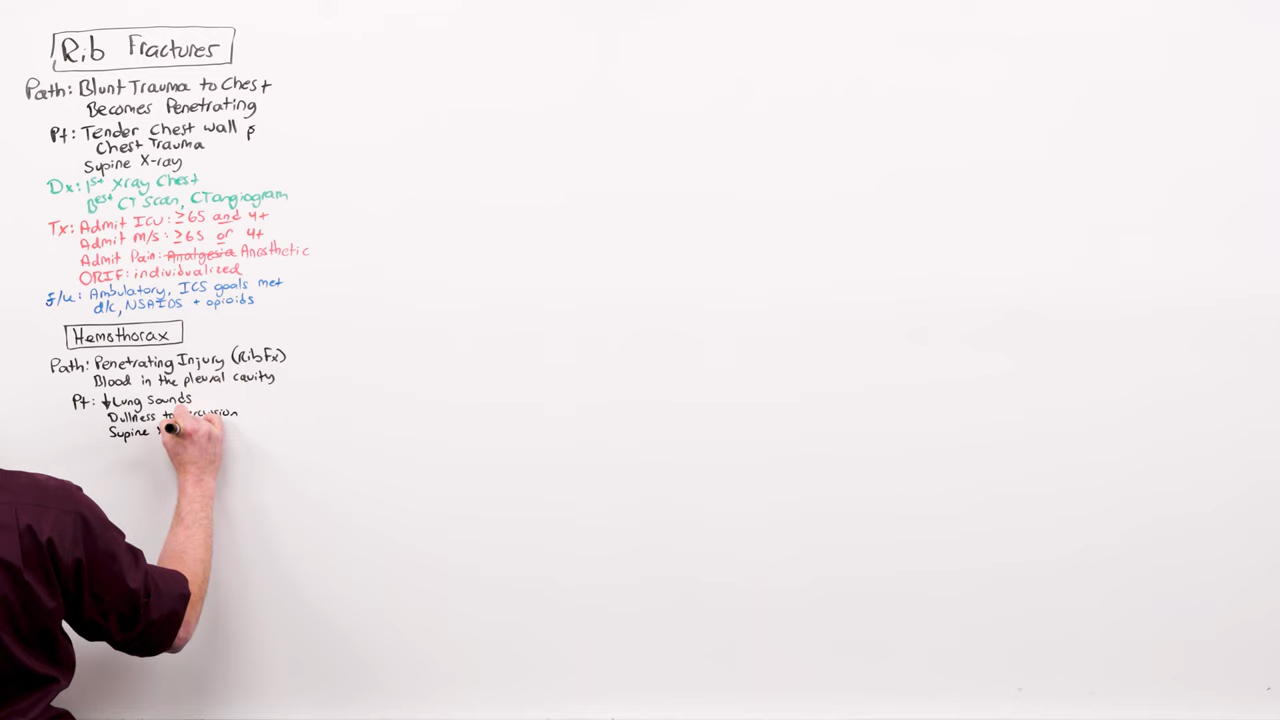 Rib Fractures
Path: Blunt Trauma to Chest
Becomes Penetrating
Pt: Tender Chest wall p̄
Chest Trauma
Supine X-ray
Dx: 1st Xray Chest
Best CT Scan, CTangiogram
Tx: Admit ICU: ≥65 and 4+
Admit M/S: ≥65 or 4+
Admit Pain: Analgesia Anesthetic
ORIF: individualized
F/u: Ambulatory, ICS goals met
d/c, NSAIDS + opioids
Hemothorax
Path: Penetrating Injury (Rib Fx)
Blood in the pleural cavity
Pt: ↓Lung Sounds
Dullness
Supine